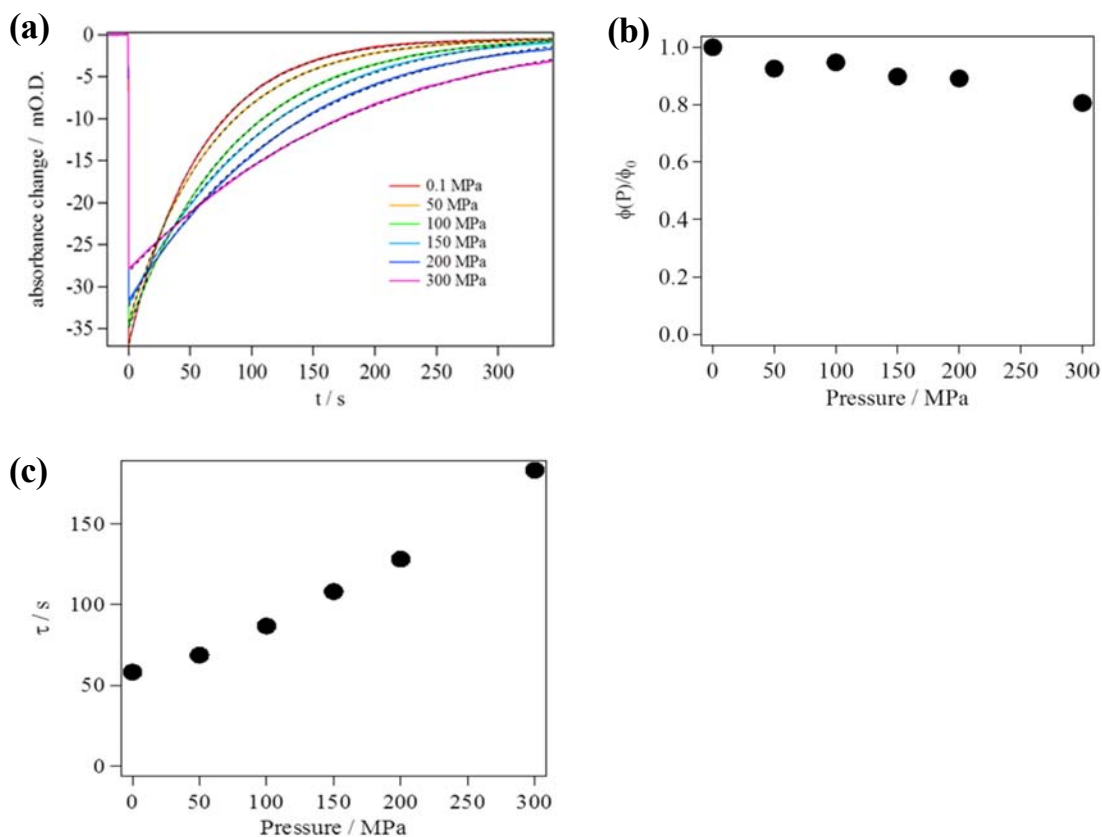 (a)
0
-5
-10
-15
-20
-25
-30
-35
absorbance change / mO.D.
0.1 MPa
50 MPa
100 MPa
150 MPa
200 MPa
300 MPa
0 50 100 150 200 250 300
t / s
(b)
1.0
0.8
0.6
0.4
0.2
0.0
ϕ(P)/ϕ₀
0 50 100 150 200 250 300
Pressure / MPa
(c)
150
100
50
0
τ / s
0 50 100 150 200 250 300
Pressure / MPa